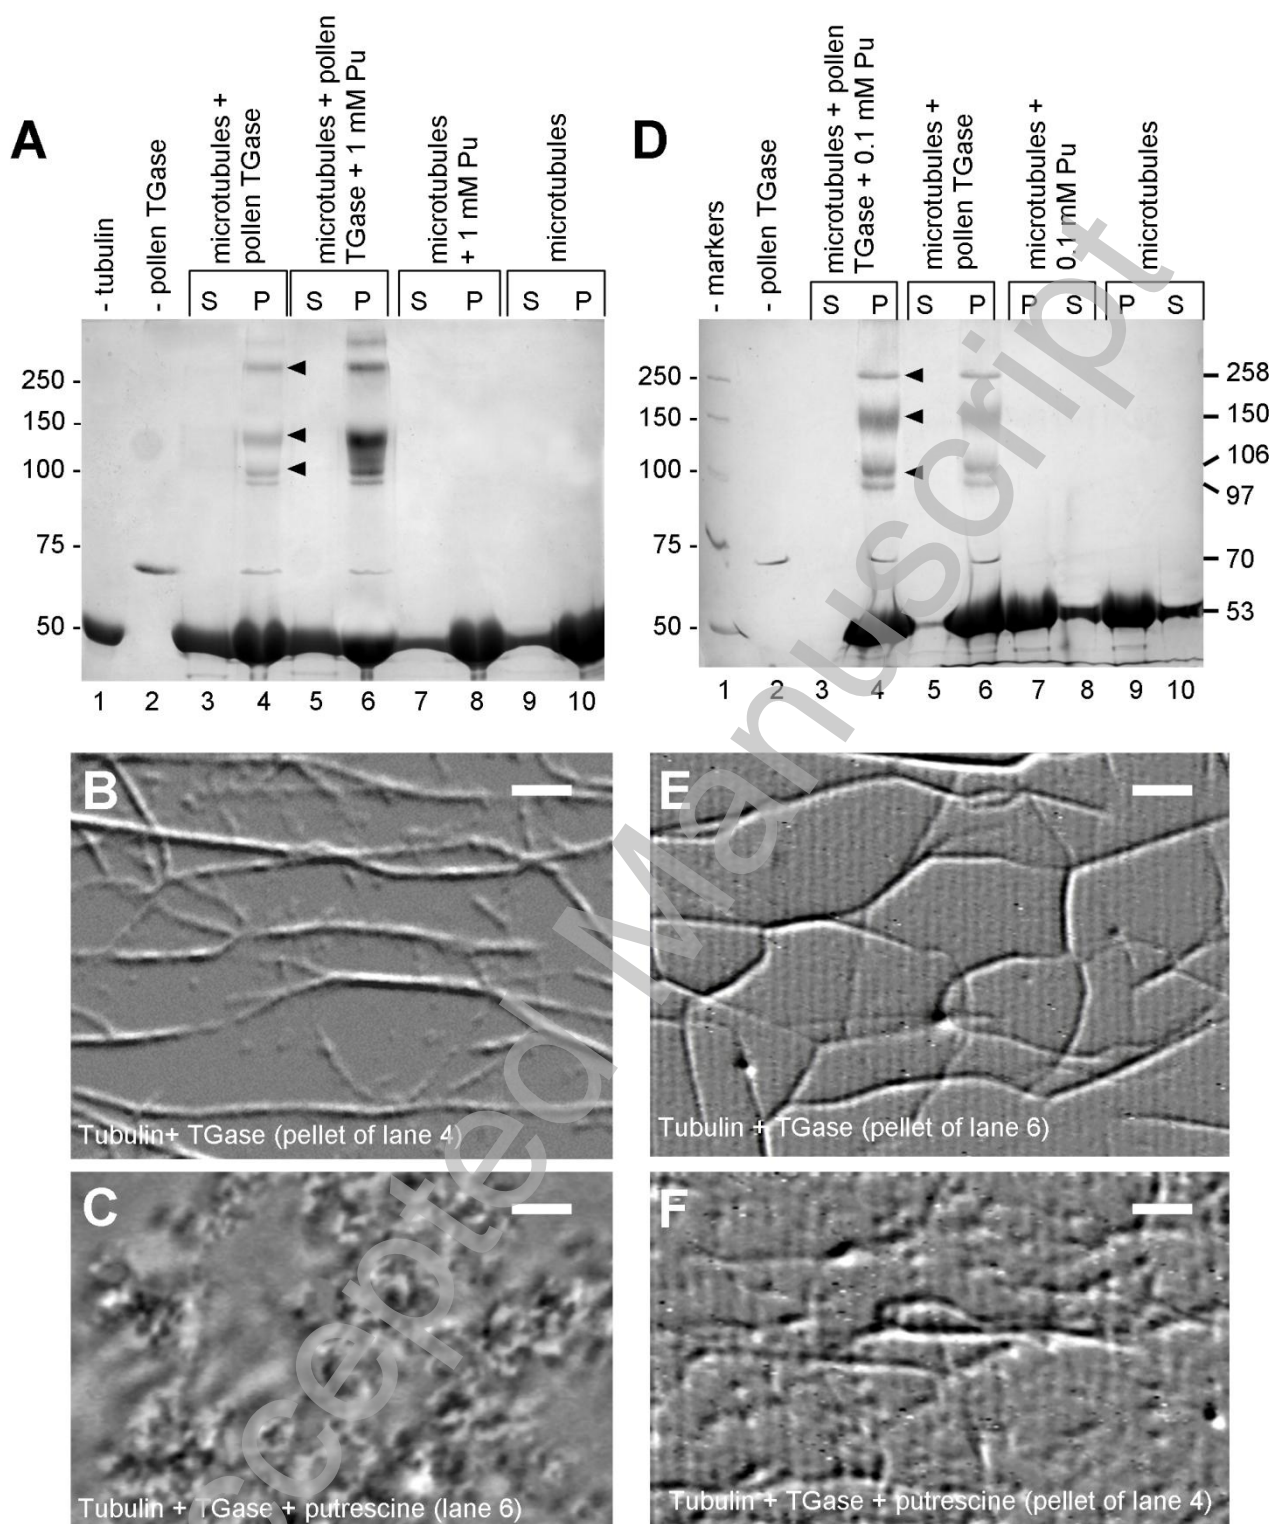 A
- tubulin
- pollen TGase
microtubules +
pollen TGase
microtubules + pollen
TGase + 1 mM Pu
microtubules
+ 1 mM Pu
microtubules
S P S P S P S P
250 -
150 -
100 -
75 -
50 -
1 2 3 4 5 6 7 8 9 10
D
- markers
- pollen TGase
microtubules + pollen
TGase + 0.1 mM Pu
microtubules +
pollen TGase
microtubules +
0.1 mM Pu
microtubules
S P S P P S P S
250 -
150 -
100 -
75 -
50 -
258
150
106
97
70
53
1 2 3 4 5 6 7 8 9 10
B
Tubulin+ TGase (pellet of lane 4)
E
Tubulin + TGase (pellet of lane 6)
C
Tubulin + TGase + putrescine (lane 6)
F
Tubulin + TGase + putrescine (pellet of lane 4)
ccepted Manuscript